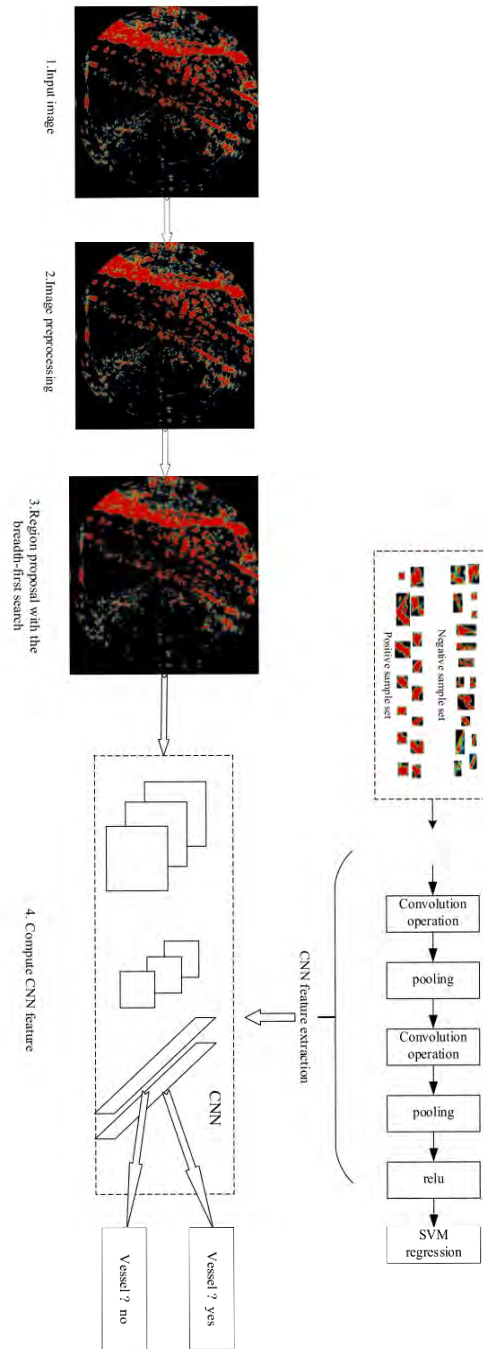 1.Input image
2.Image preprocessing
3.Region proposal with the
breadth-first search
4. Compute CNN feature
CNN
Vessel ? yes
Vessel ? no
CNN feature extraction
Negative sample set
Positive sample set
Convolution
operation
pooling
Convolution
operation
pooling
relu
SVM
regression